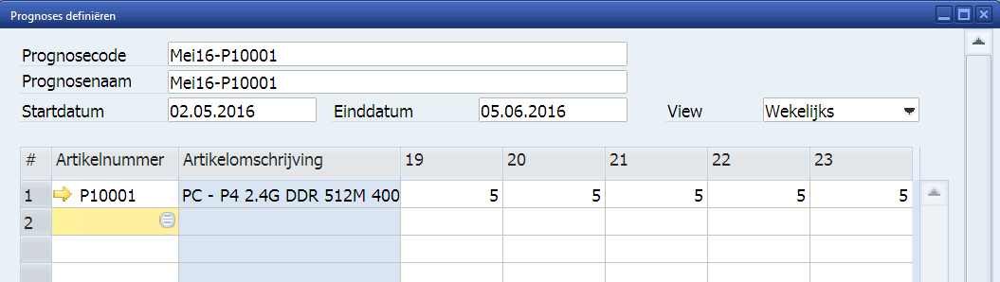 Prognoses definiëren
Prognosecode Mei16-P10001
Prognosenaam Mei16-P10001
Startdatum 02.05.2016 Einddatum 05.06.2016 View Wekelijks
# Artikelnummer Artikelomschrijving 19 20 21 22 23
1 P10001 PC - P4 2.4G DDR 512M 400 5 5 5 5 5
2